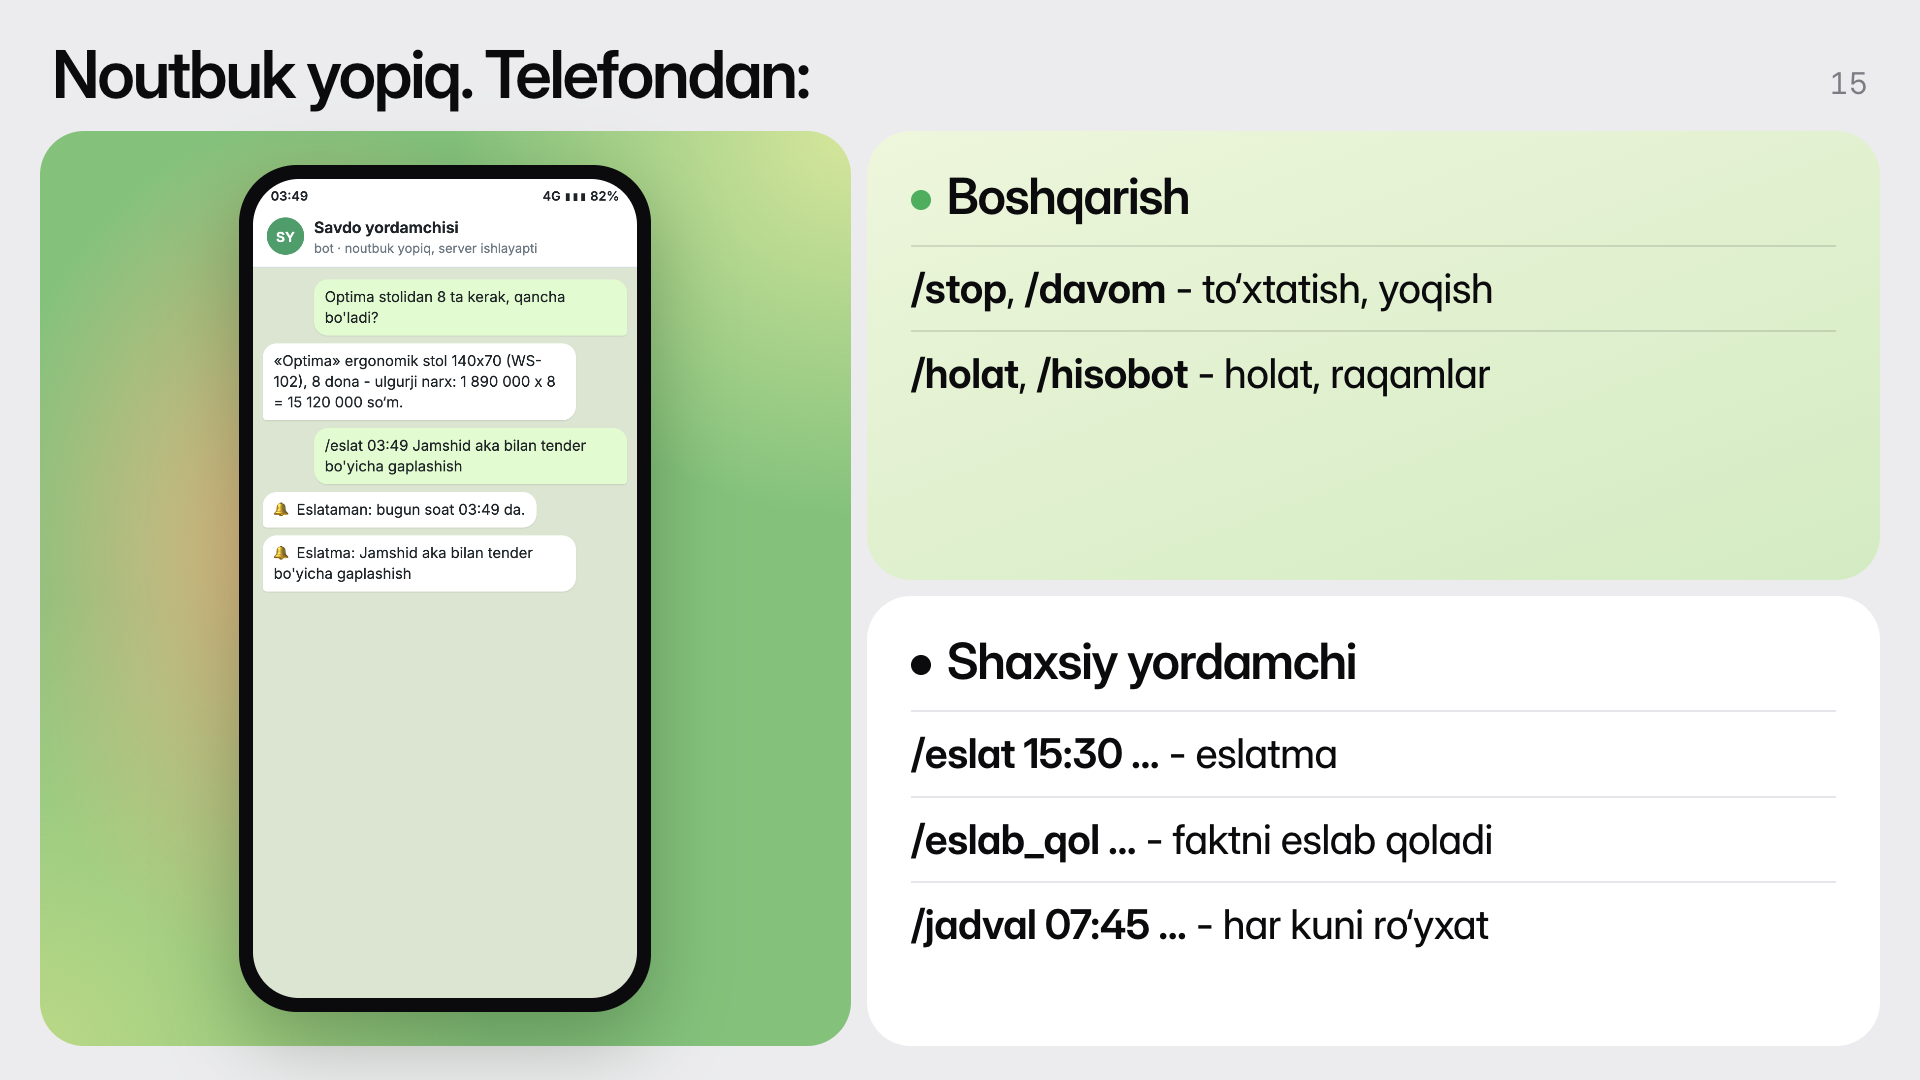 Noutbuk yopiq. Telefondan:
15
03:49
4G 82%
SY
Savdo yordamchisi
bot · noutbuk yopiq, server ishlayapti
Optima stolidan 8 ta kerak, qancha
bo'ladi?
«Optima» ergonomik stol 140x70 (WS-
102), 8 dona - ulgurji narx: 1 890 000 x 8
= 15 120 000 so‘m.
/eslat 03:49 Jamshid aka bilan tender
bo'yicha gaplashish
🔔 Eslataman: bugun soat 03:49 da.
🔔 Eslatma: Jamshid aka bilan tender
bo'yicha gaplashish
Boshqarish
/stop, /davom - to‘xtatish, yoqish
/holat, /hisobot - holat, raqamlar
Shaxsiy yordamchi
/eslat 15:30 ... - eslatma
/eslab_qol ... - faktni eslab qoladi
/jadval 07:45 ... - har kuni ro‘yxat